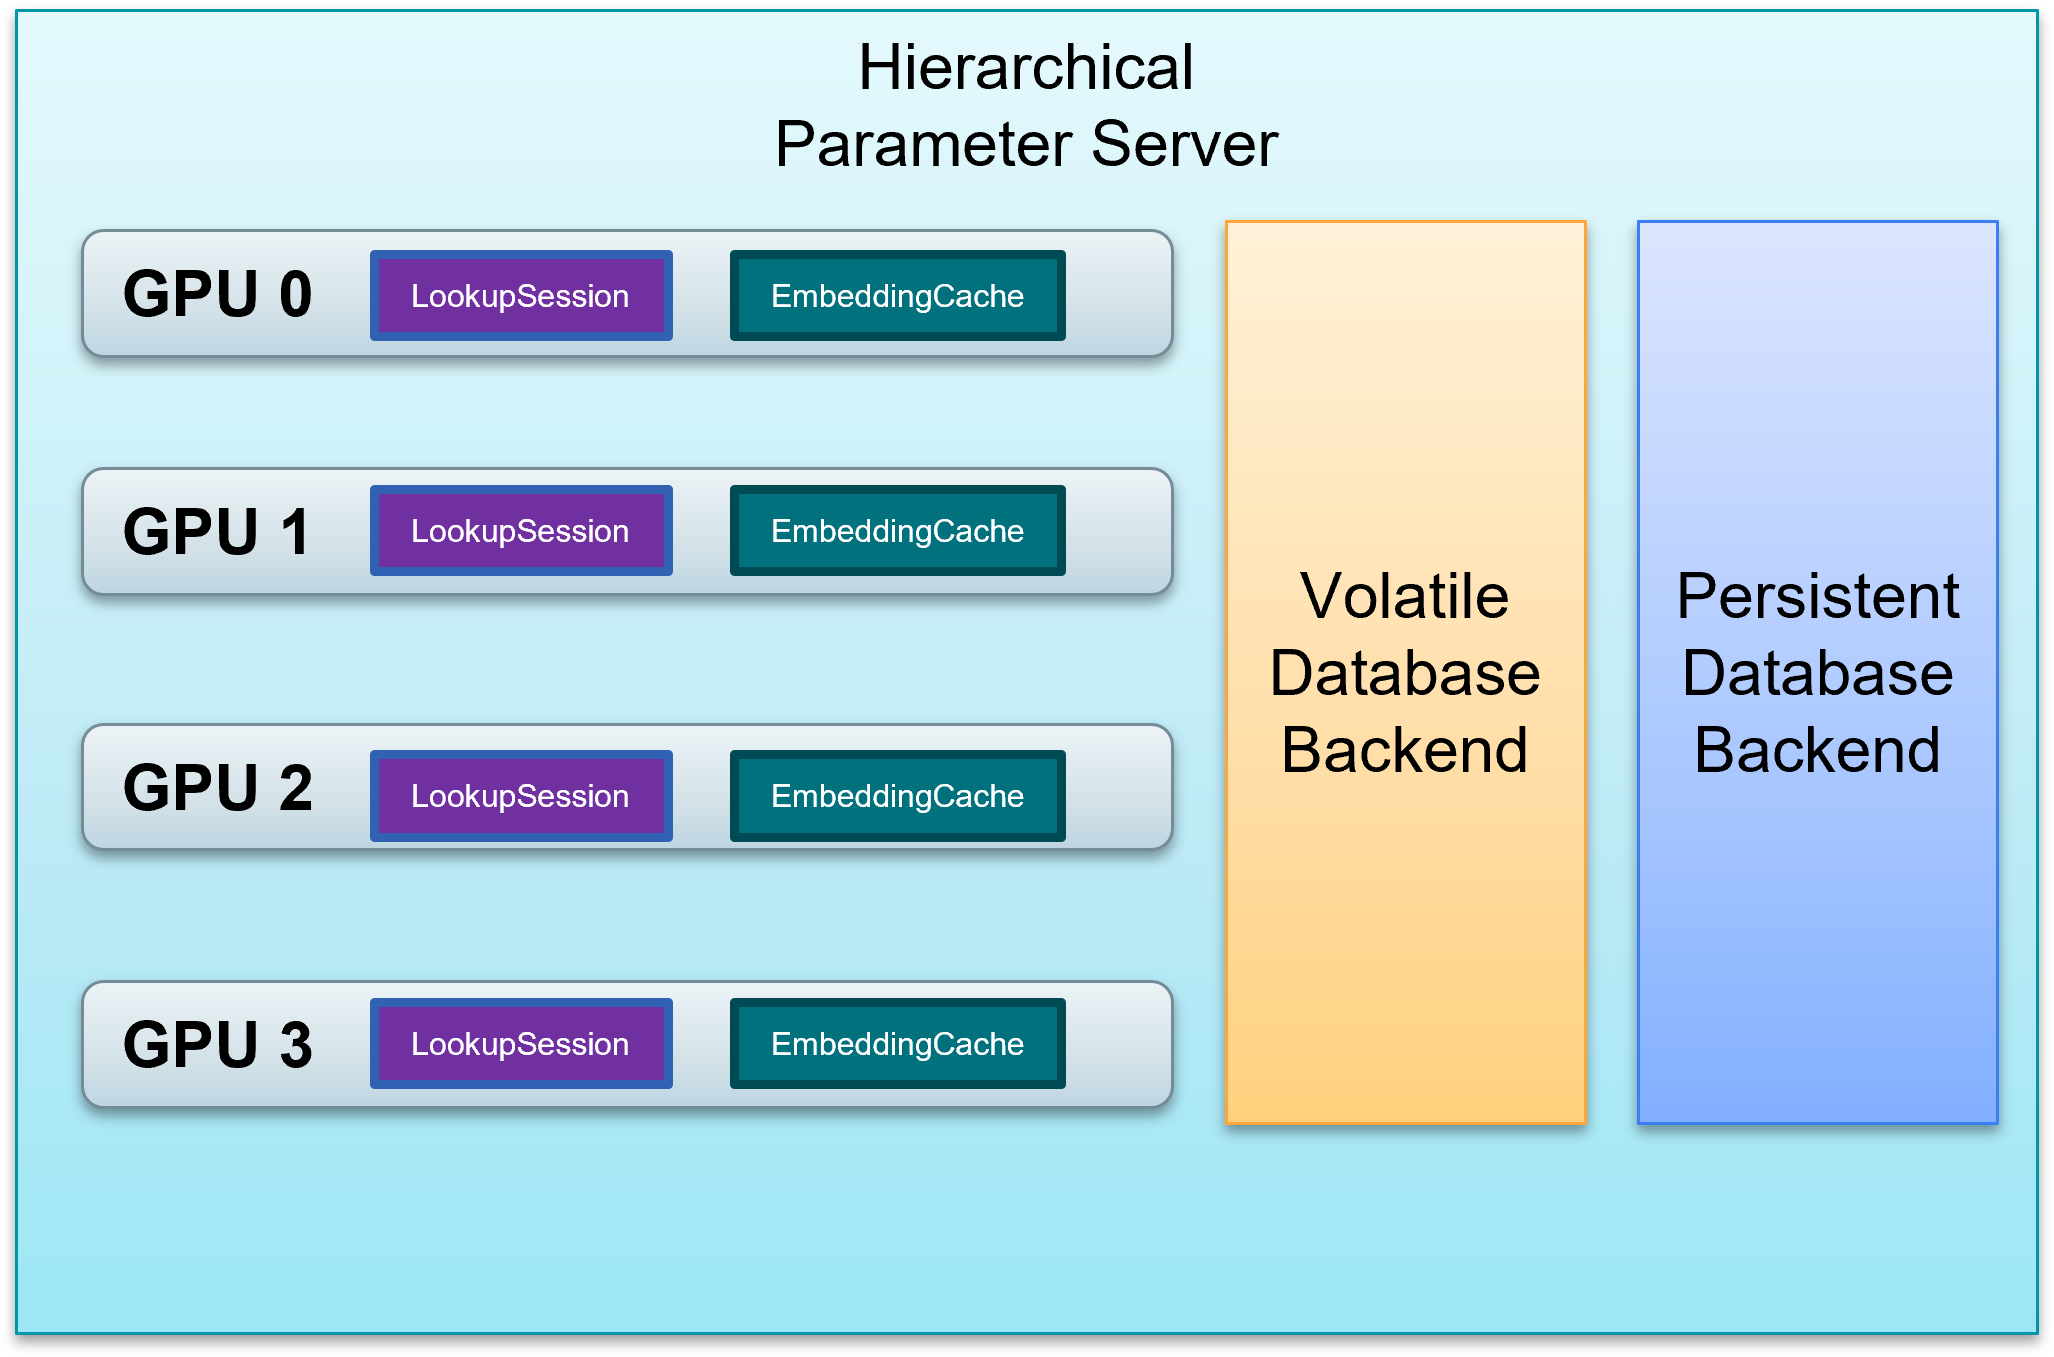 Hierarchical
Parameter Server
GPU 0
LookupSession
EmbeddingCache
GPU 1
LookupSession
EmbeddingCache
GPU 2
LookupSession
EmbeddingCache
GPU 3
LookupSession
EmbeddingCache
Volatile
Database
Backend
Persistent
Database
Backend